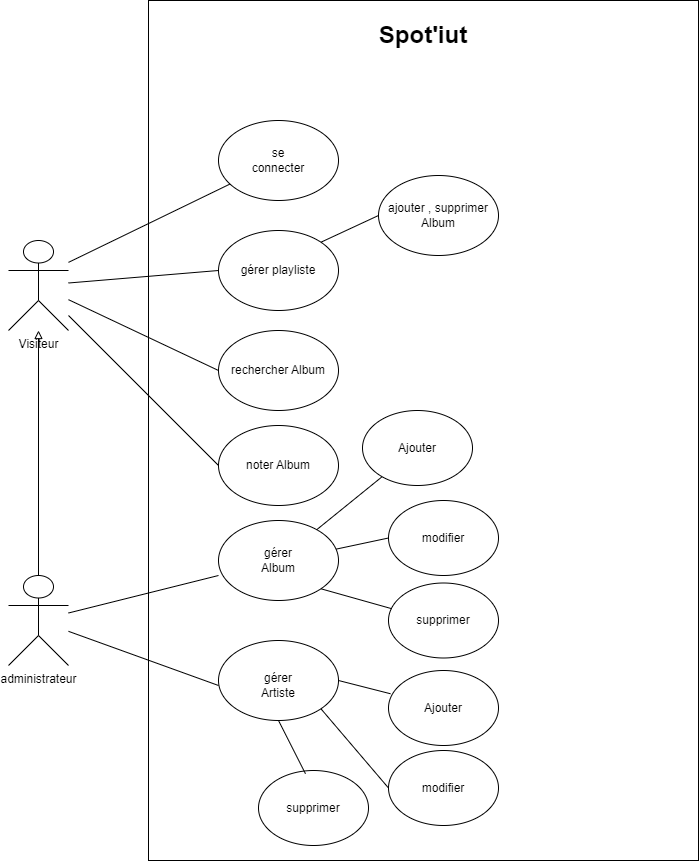 Spot'iut
se
connecter
ajouter , supprimer
Album
gérer playliste
Visiteur
rechercher Album
Ajouter
noter Album
modifier
gérer
Album
supprimer
administrateur
gérer
Artiste
Ajouter
modifier
supprimer